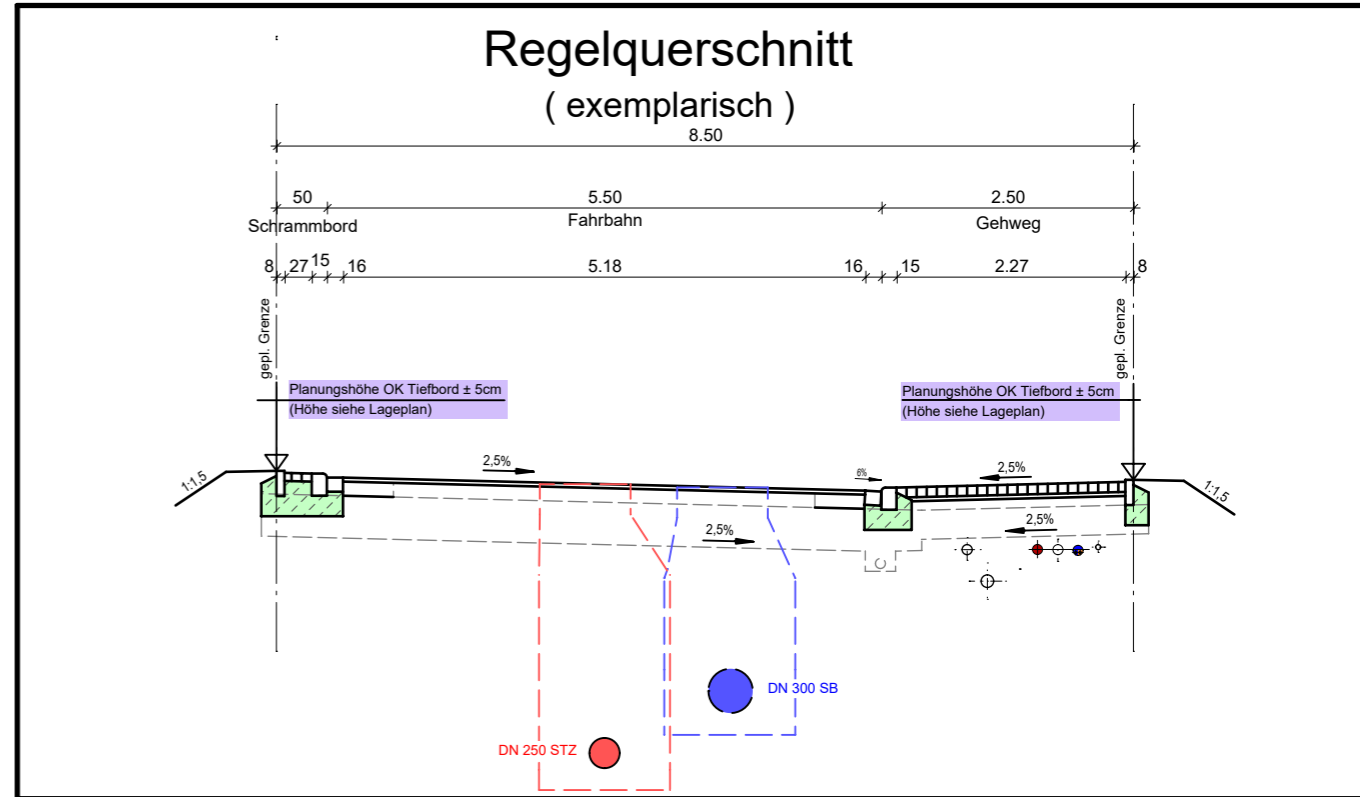 Regelquerschnitt
( exemplarisch )
8.50
50 5.50 2.50
Schrammbord Fahrbahn Gehweg
8 27 15 16 5.18 16 15 2.27 8
gepl. Grenze gepl. Grenze
Planungshöhe OK Tiefbord ± 5cm
(Höhe siehe Lageplan)
Planungshöhe OK Tiefbord ± 5cm
(Höhe siehe Lageplan)
1:1,5 2,5% 6% 2,5% 1:1,5
2,5% 2,5%
DN 300 SB
DN 250 STZ